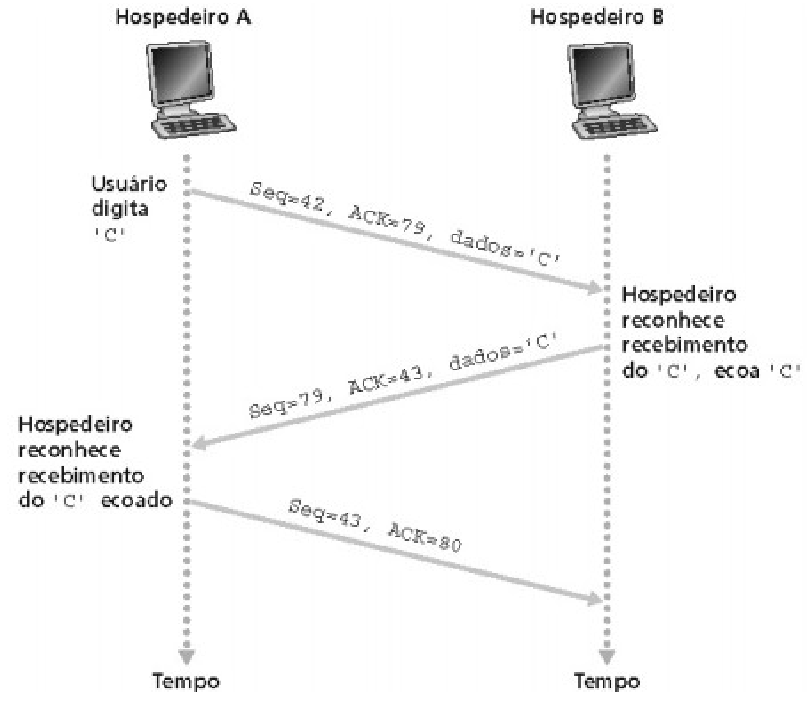 Hospedeiro A
Hospedeiro B
Usuário
digita
'C'
Seq=42, ACK=79, dados='C'
Hospedeiro
reconhece
recebimento
do 'C', ecoa 'C'
Seq=79, ACK=43, dados='C'
Hospedeiro
reconhece
recebimento
do 'C' ecoado
Seq=43, ACK=80
Tempo
Tempo